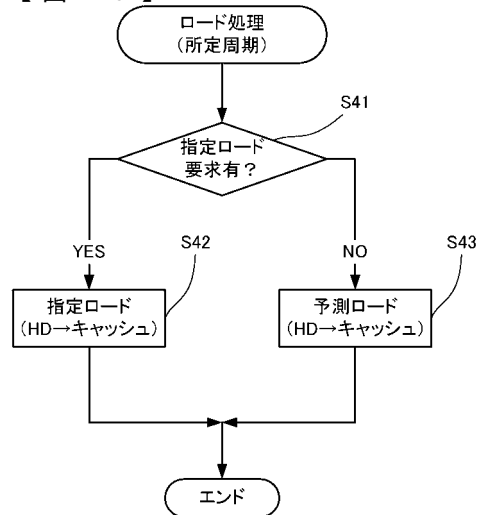 ロード処理
(所定周期)
S41
指定ロード
要求有？
YES
S42
NO
S43
指定ロード
(HD→キャッシュ)
予測ロード
(HD→キャッシュ)
エンド